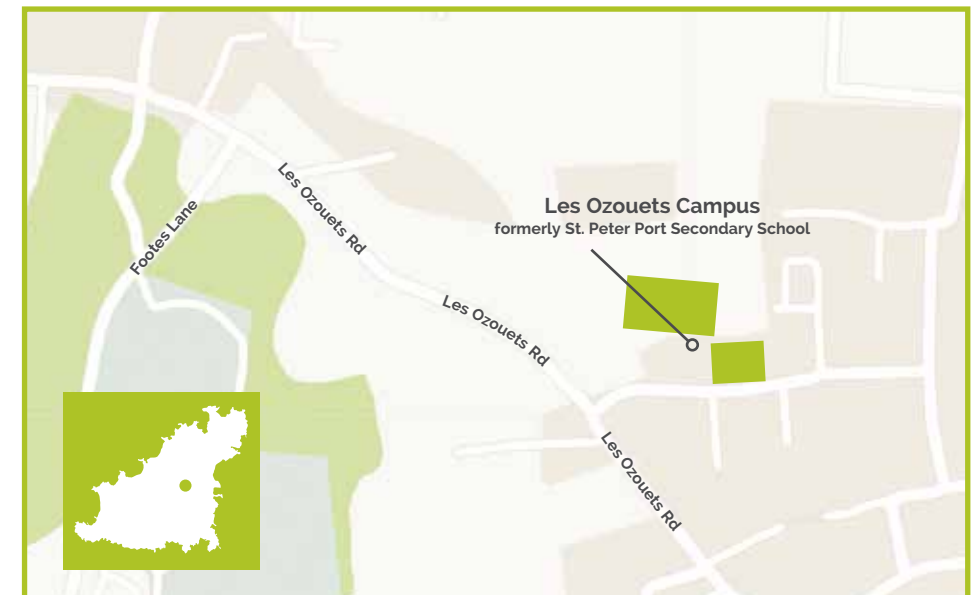 Les Ozouets Rd
Footes Lane
Les Ozouets Campus
formerly St. Peter Port Secondary School
Les Ozouets Rd
Les Ozouets Rd